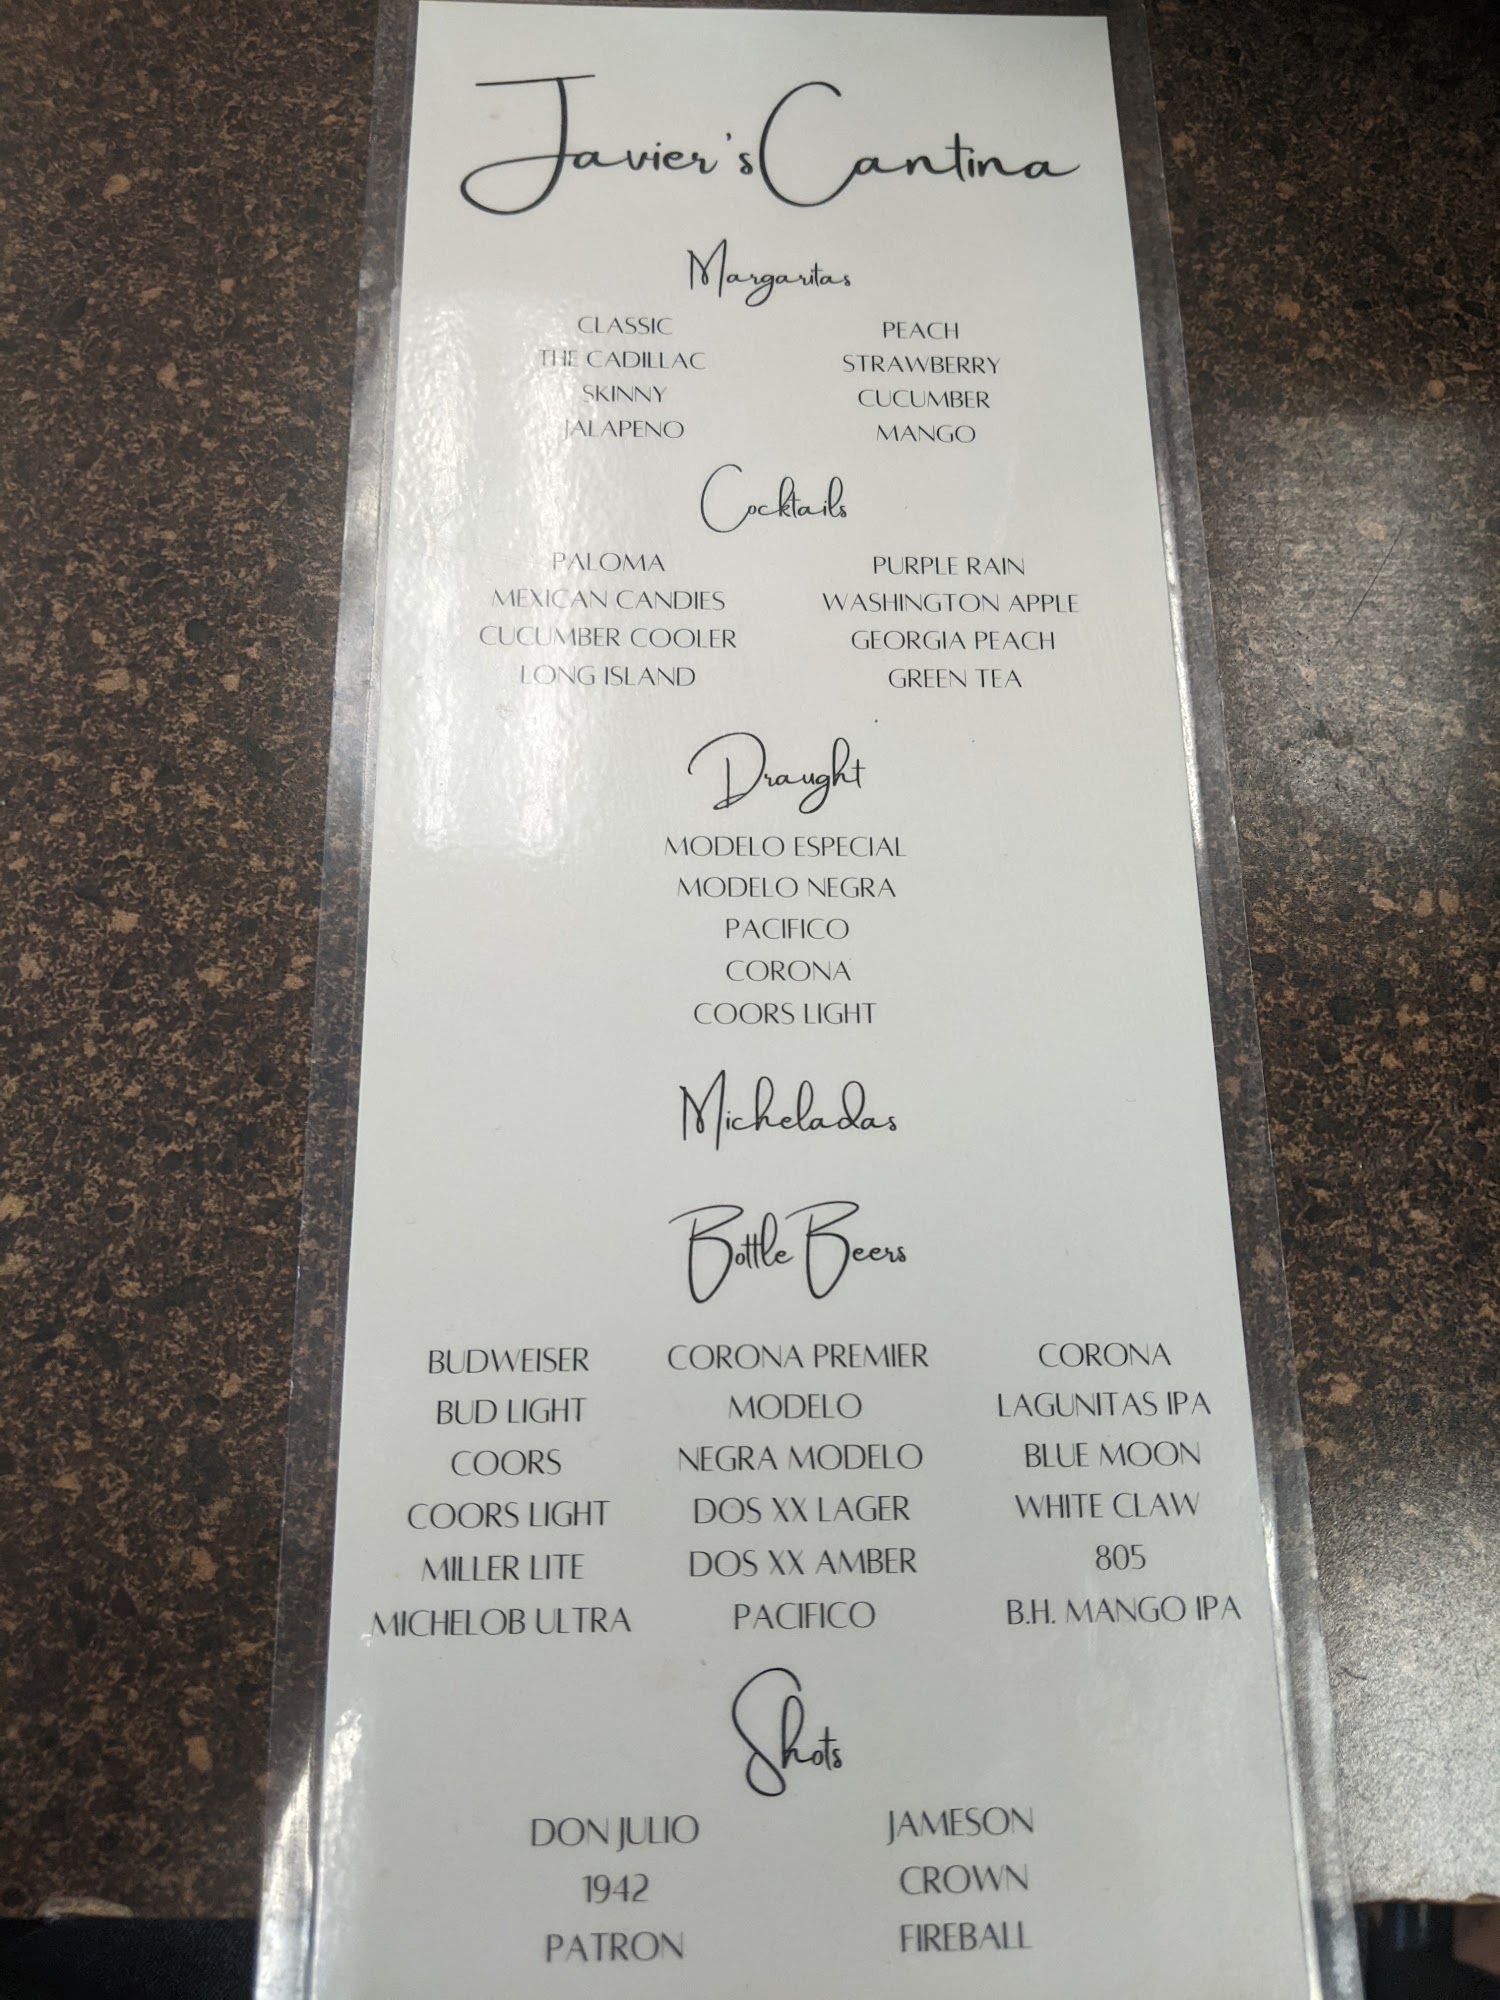 Javier's Cantina
Margaritas
CLASSIC PEACH
THE CADILLAC STRAWBERRY
SKINNY CUCUMBER
JALAPENO MANGO
Cocktails
PALOMA PURPLE RAIN
MEXICAN CANDIES WASHINGTON APPLE
CUCUMBER COOLER GEORGIA PEACH
LONG ISLAND GREEN TEA
Draught
MODELO ESPECIAL
MODELO NEGRA
PACIFICO
CORONA
COORS LIGHT
Micheladas
Bottle Beers
BUDWEISER CORONA PREMIER CORONA
BUD LIGHT MODELO LAGUNITAS IPA
COORS NEGRA MODELO BLUE MOON
COORS LIGHT DOS XX LAGER WHITE CLAW
MILLER LITE DOS XX AMBER 805
MICHELOB ULTRA PACIFICO B.H. MANGO IPA
Shots
DON JULIO JAMESON
1942 CROWN
PATRON FIREBALL